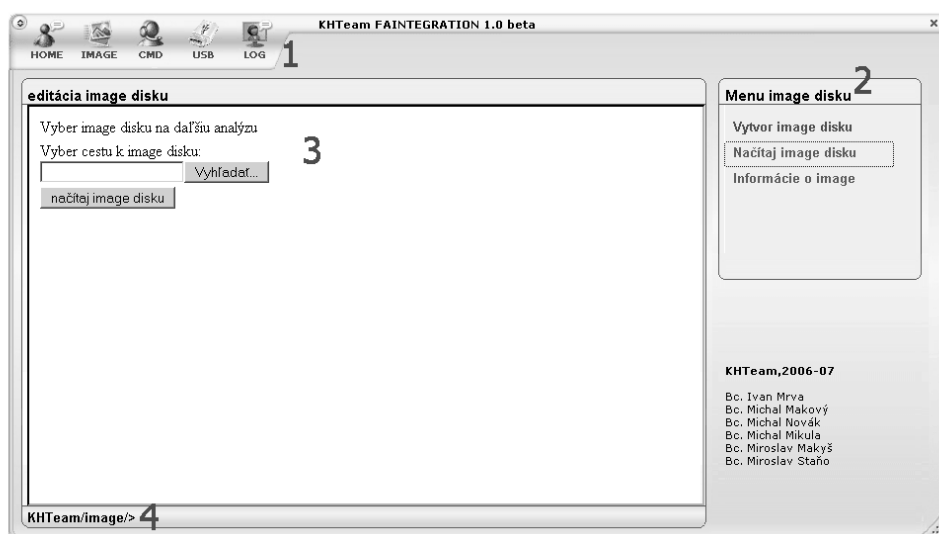 KHTeam FAINTEGRATION 1.0 beta
HOME IMAGE CMD USB LOG
1
editácia image disku
Vyber image disku na ďaľšiu analýzu
Vyber cestu k image disku:
Vyhľadať...
načítaj image disku
3
KHTeam/image/>
4
Menu image disku
2
Vytvor image disku
Načítaj image disku
Informácie o image
KHTeam,2006-07
Bc. Ivan Mrva
Bc. Michal Makový
Bc. Michal Novák
Bc. Michal Mikula
Bc. Miroslav Makyš
Bc. Miroslav Staňo